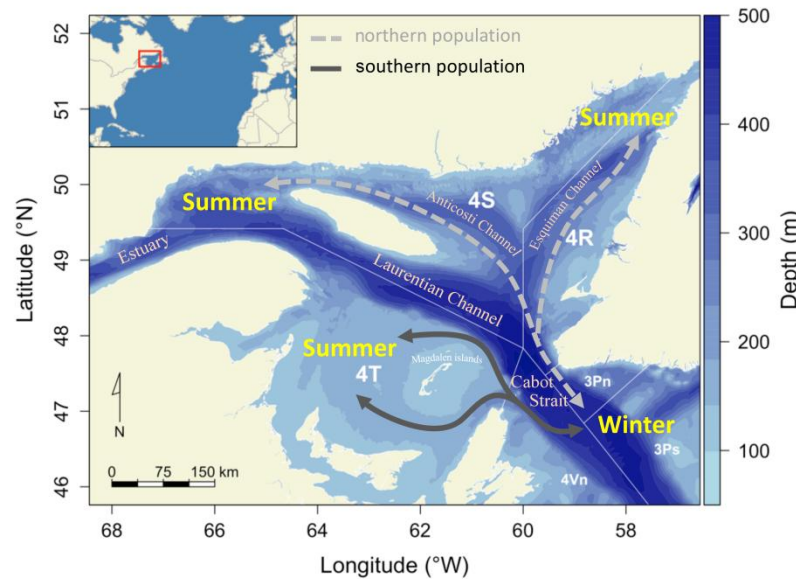 northern population
southern population
Summer
Summer
Summer
Winter
4S
4R
4T
3Pn
3Ps
4Vn
Anticosti Channel
Esquiman Channel
Estuary
Laurentian Channel
Magdalen islands
Cabot
Strait
N
0 75 150 km
52
51
50
49
48
47
46
Latitude (°N)
68 66 64 62 60 58
Longitude (°W)
500
400
300
200
100
Depth (m)